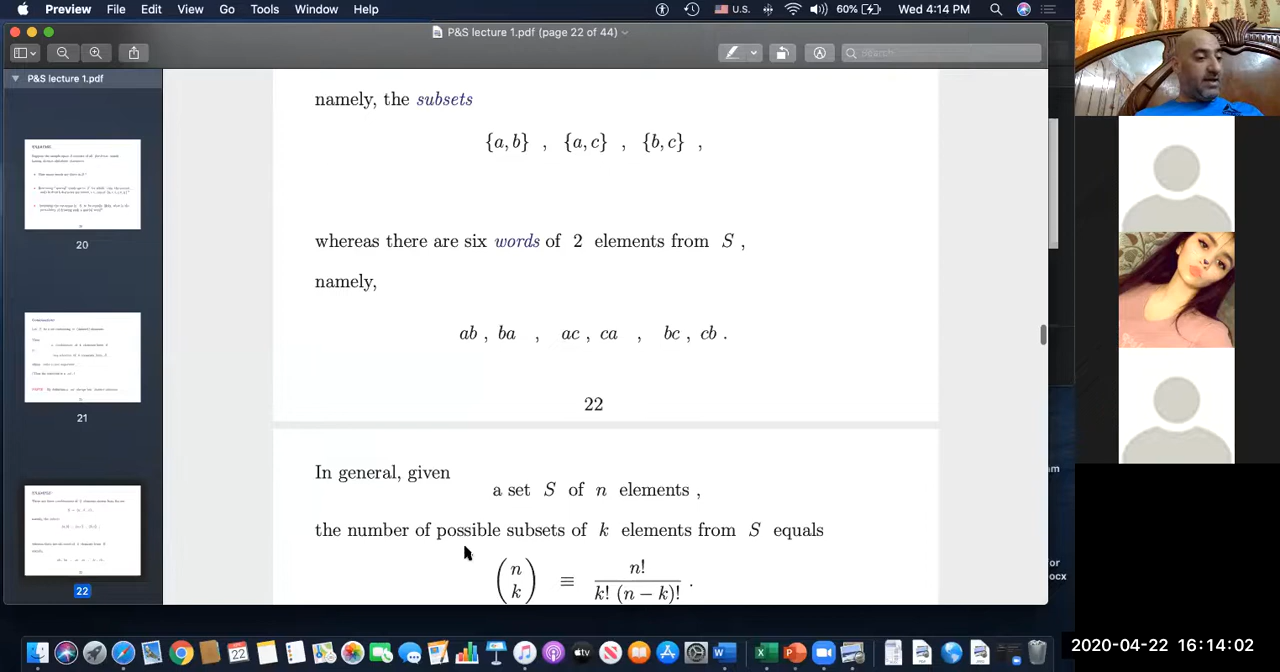 Preview File Edit View Go Tools Window Help
U.S. 60% Wed 4:14 PM
P&S lecture 1.pdf (page 22 of 44)
Search
P&S lecture 1.pdf
20
21
22
namely, the subsets
{a, b} , {a, c} , {b, c} ,
whereas there are six words of 2 elements from S ,
namely,
ab , ba , ac , ca , bc , cb .
22
In general, given
a set S of n elements ,
the number of possible subsets of k elements from S equals
(n k) ≡ n! / k! (n − k)! .
22
2020-04-22 16:14:02